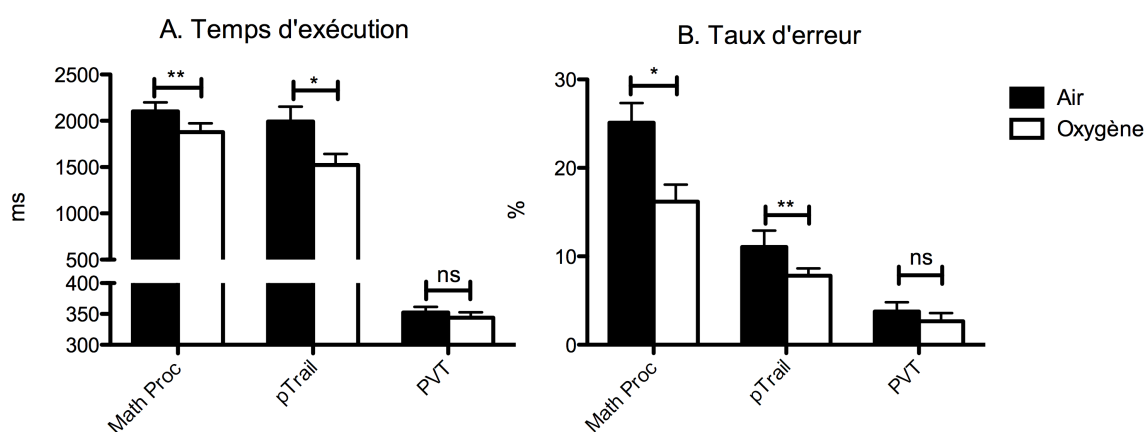 A. Temps d'exécution
ms
2500
2000
1500
1000
500
400
350
300
**
*
ns
Math Proc
pTrail
PVT
B. Taux d'erreur
%
30
20
10
0
*
**
ns
Math Proc
pTrail
PVT
Air
Oxygène